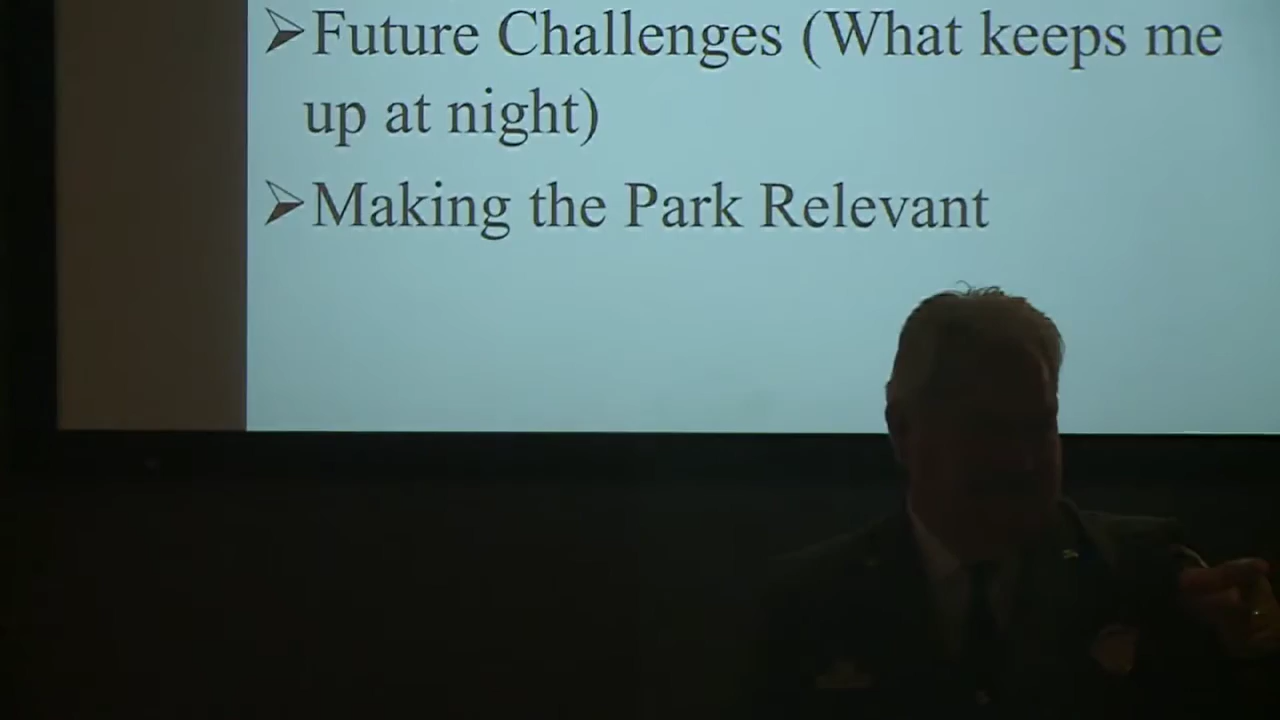 ➢Future Challenges (What keeps me
up at night)
➢Making the Park Relevant